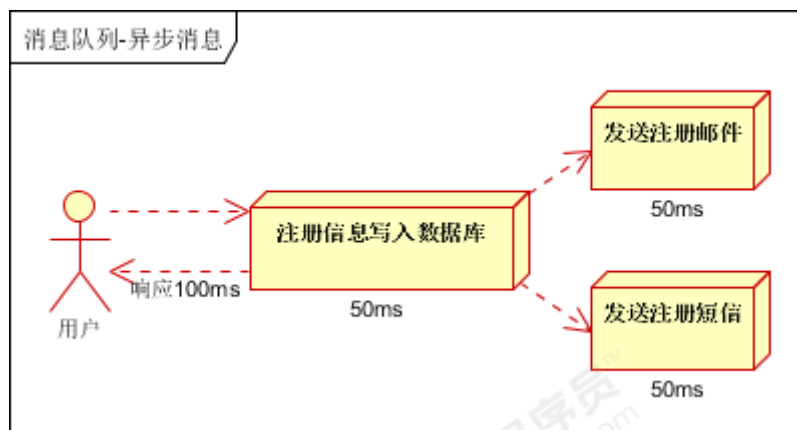 消息队列-异步消息
发送注册邮件
50ms
注册信息写入数据库
响应100ms
50ms
用户
发送注册短信
50ms
序员